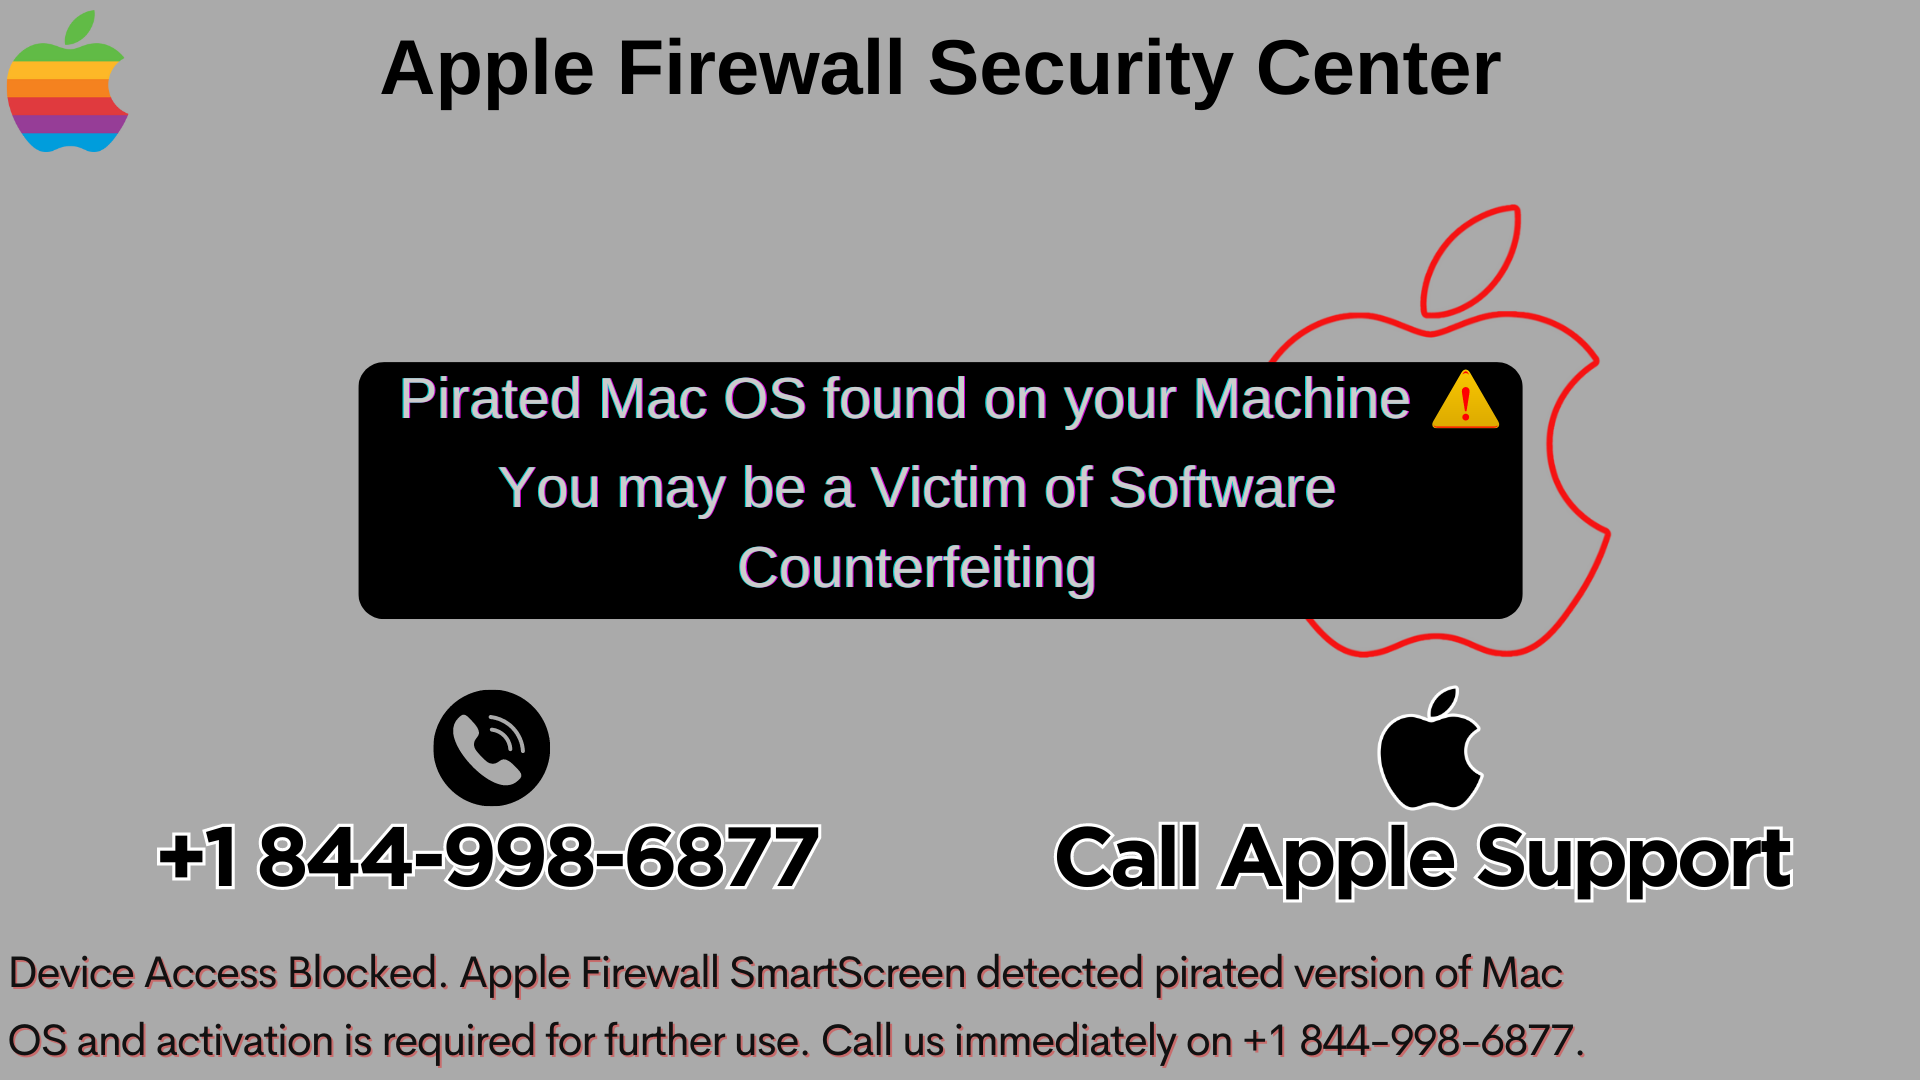 Apple Firewall Security Center
Pirated Mac OS found on your Machine ⚠️
You may be a Victim of Software
Counterfeiting
+1 844-998-6877
Call Apple Support
Device Access Blocked. Apple Firewall SmartScreen detected pirated version of Mac
OS and activation is required for further use. Call us immediately on +1 844-998-6877.